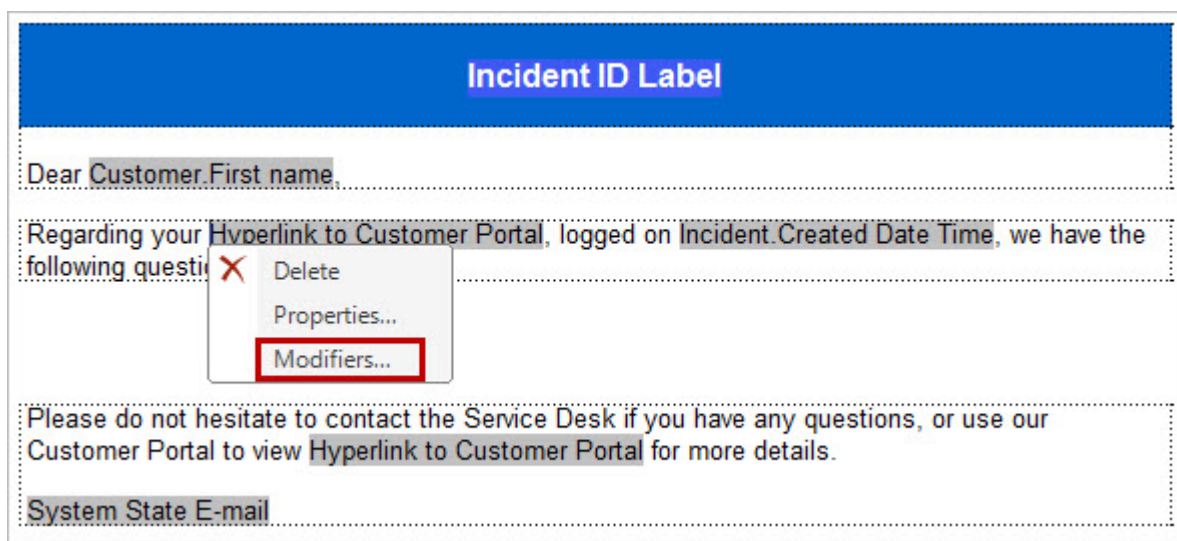 Incident ID Label
Dear Customer.First name,
Regarding your Hyperlink to Customer Portal, logged on Incident.Created Date Time, we have the
following questi
Delete
Properties...
Modifiers...
Please do not hesitate to contact the Service Desk if you have any questions, or use our
Customer Portal to view Hyperlink to Customer Portal for more details.
System State E-mail